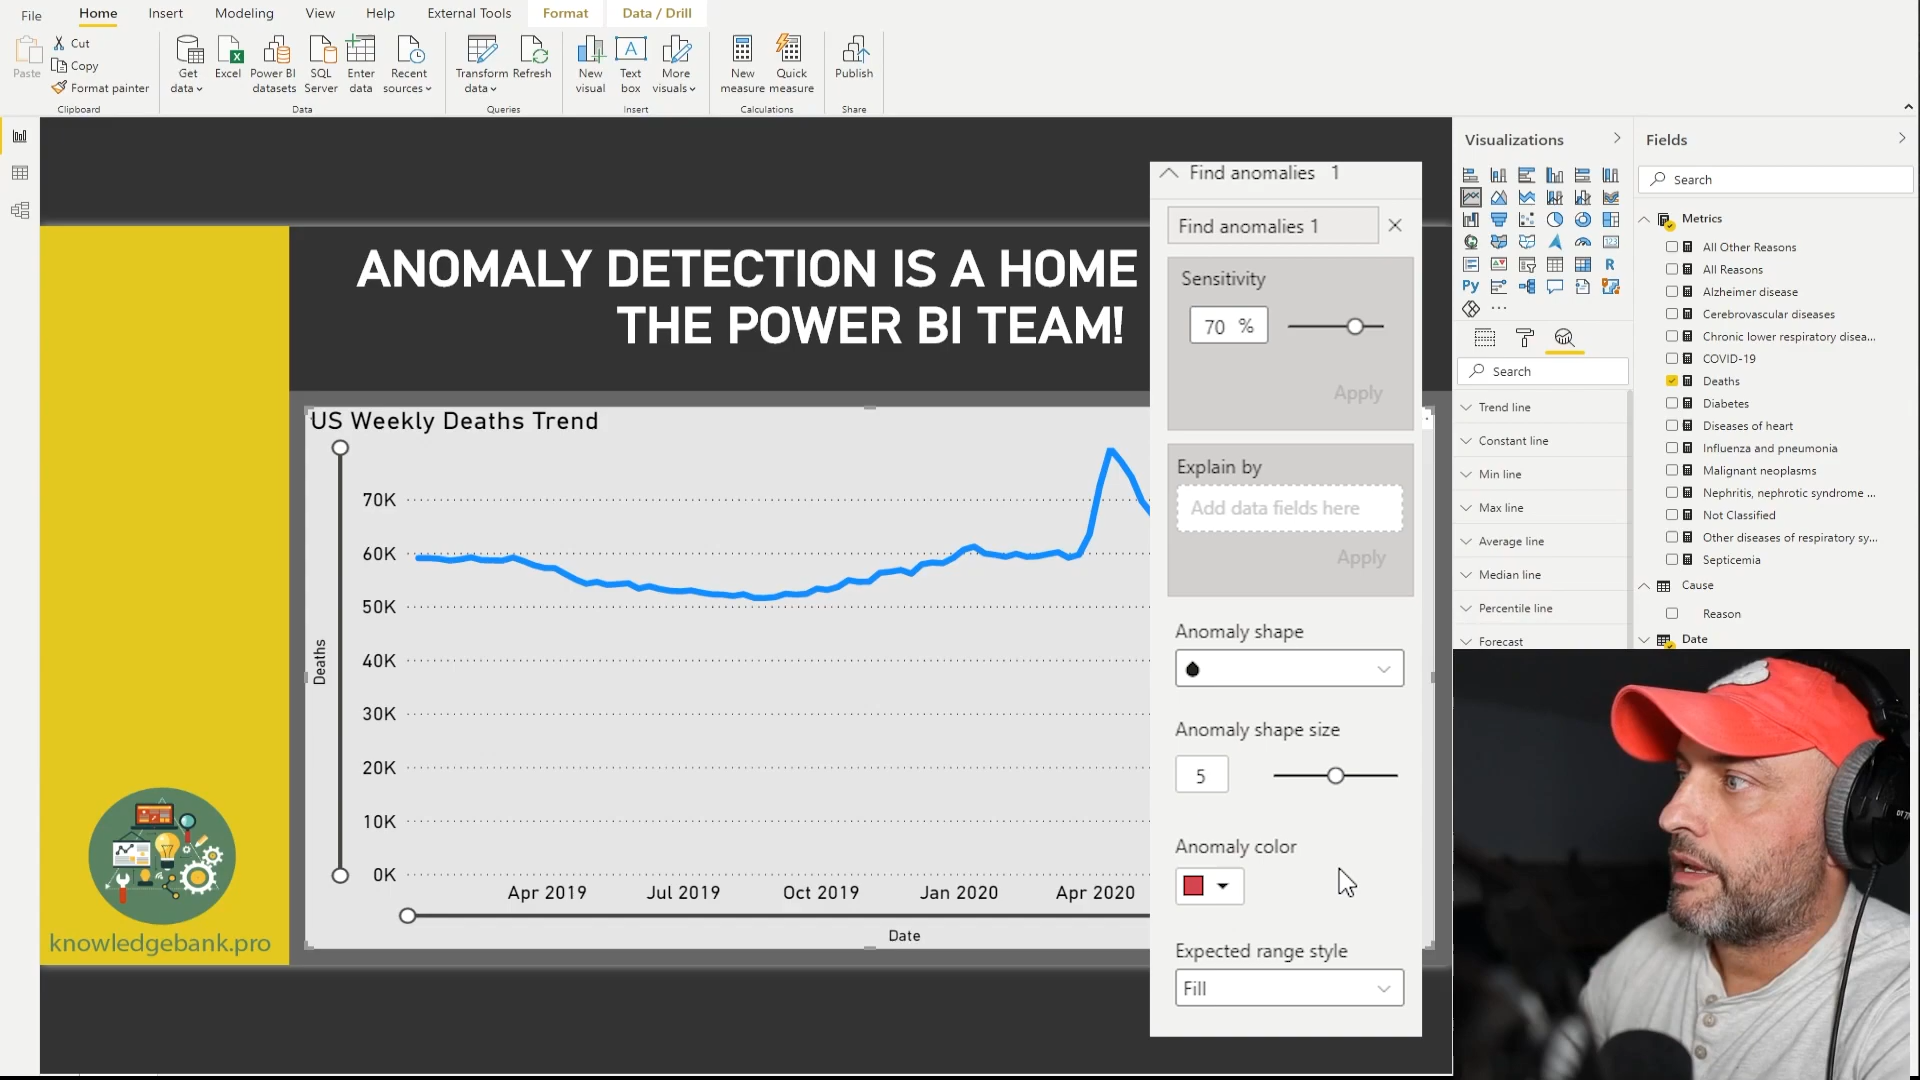 File
Home
Insert
Modeling
View
Help
External Tools
Format
Data / Drill
Paste
Cut
Copy
Format painter
Clipboard
Get data
Excel
Power BI datasets
SQL Server
Enter data
Recent sources
Data
Transform data
Refresh
Queries
New visual
Text box
More visuals
Insert
New measure
Quick measure
Calculations
Publish
Share
ANOMALY DETECTION IS A HOME
THE POWER BI TEAM!
knowledgebank.pro
US Weekly Deaths Trend
70K
60K
50K
40K
30K
20K
10K
0K
Deaths
Apr 2019
Jul 2019
Oct 2019
Jan 2020
Apr 2020
Date
Find anomalies 1
Find anomalies 1
Sensitivity
70 %
Apply
Explain by
Add data fields here
Apply
Anomaly shape
Anomaly shape size
5
Anomaly color
Expected range style
Fill
Visualizations
R
Py
Search
Trend line
Constant line
Min line
Max line
Average line
Median line
Percentile line
Forecast
Fields
Search
Metrics
All Other Reasons
All Reasons
Alzheimer disease
Cerebrovascular diseases
Chronic lower respiratory disea...
COVID-19
Deaths
Diabetes
Diseases of heart
Influenza and pneumonia
Malignant neoplasms
Nephritis, nephrotic syndrome ...
Not Classified
Other diseases of respiratory sy...
Septicemia
Cause
Reason
Date